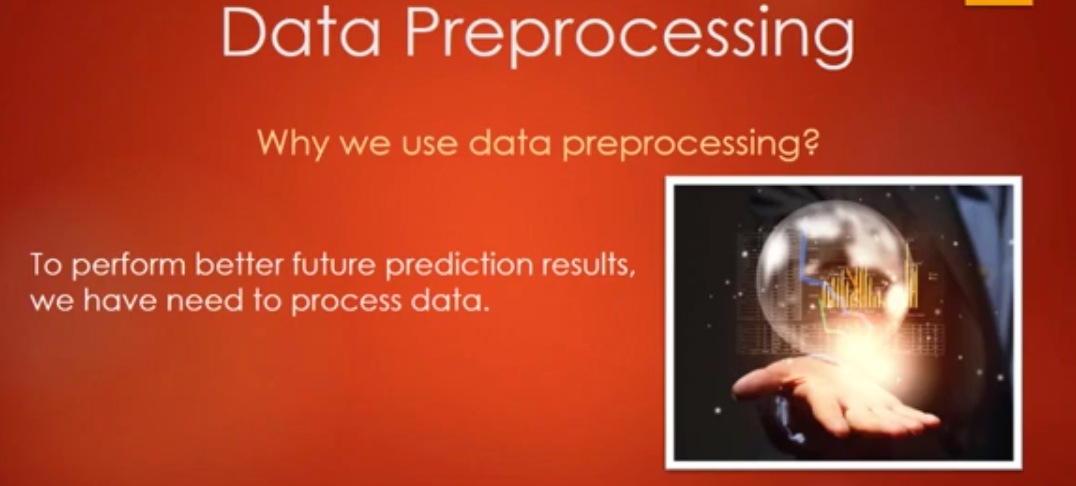 Data Preprocessing
Why we use data preprocessing?
To perform better future prediction results,
we have need to process data.